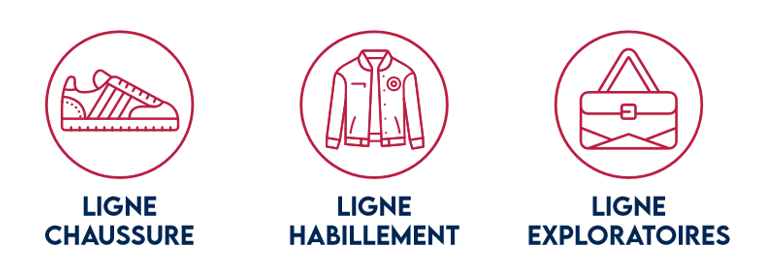 LIGNE
CHAUSSURE
LIGNE
HABILLEMENT
LIGNE
EXPLORATOIRES